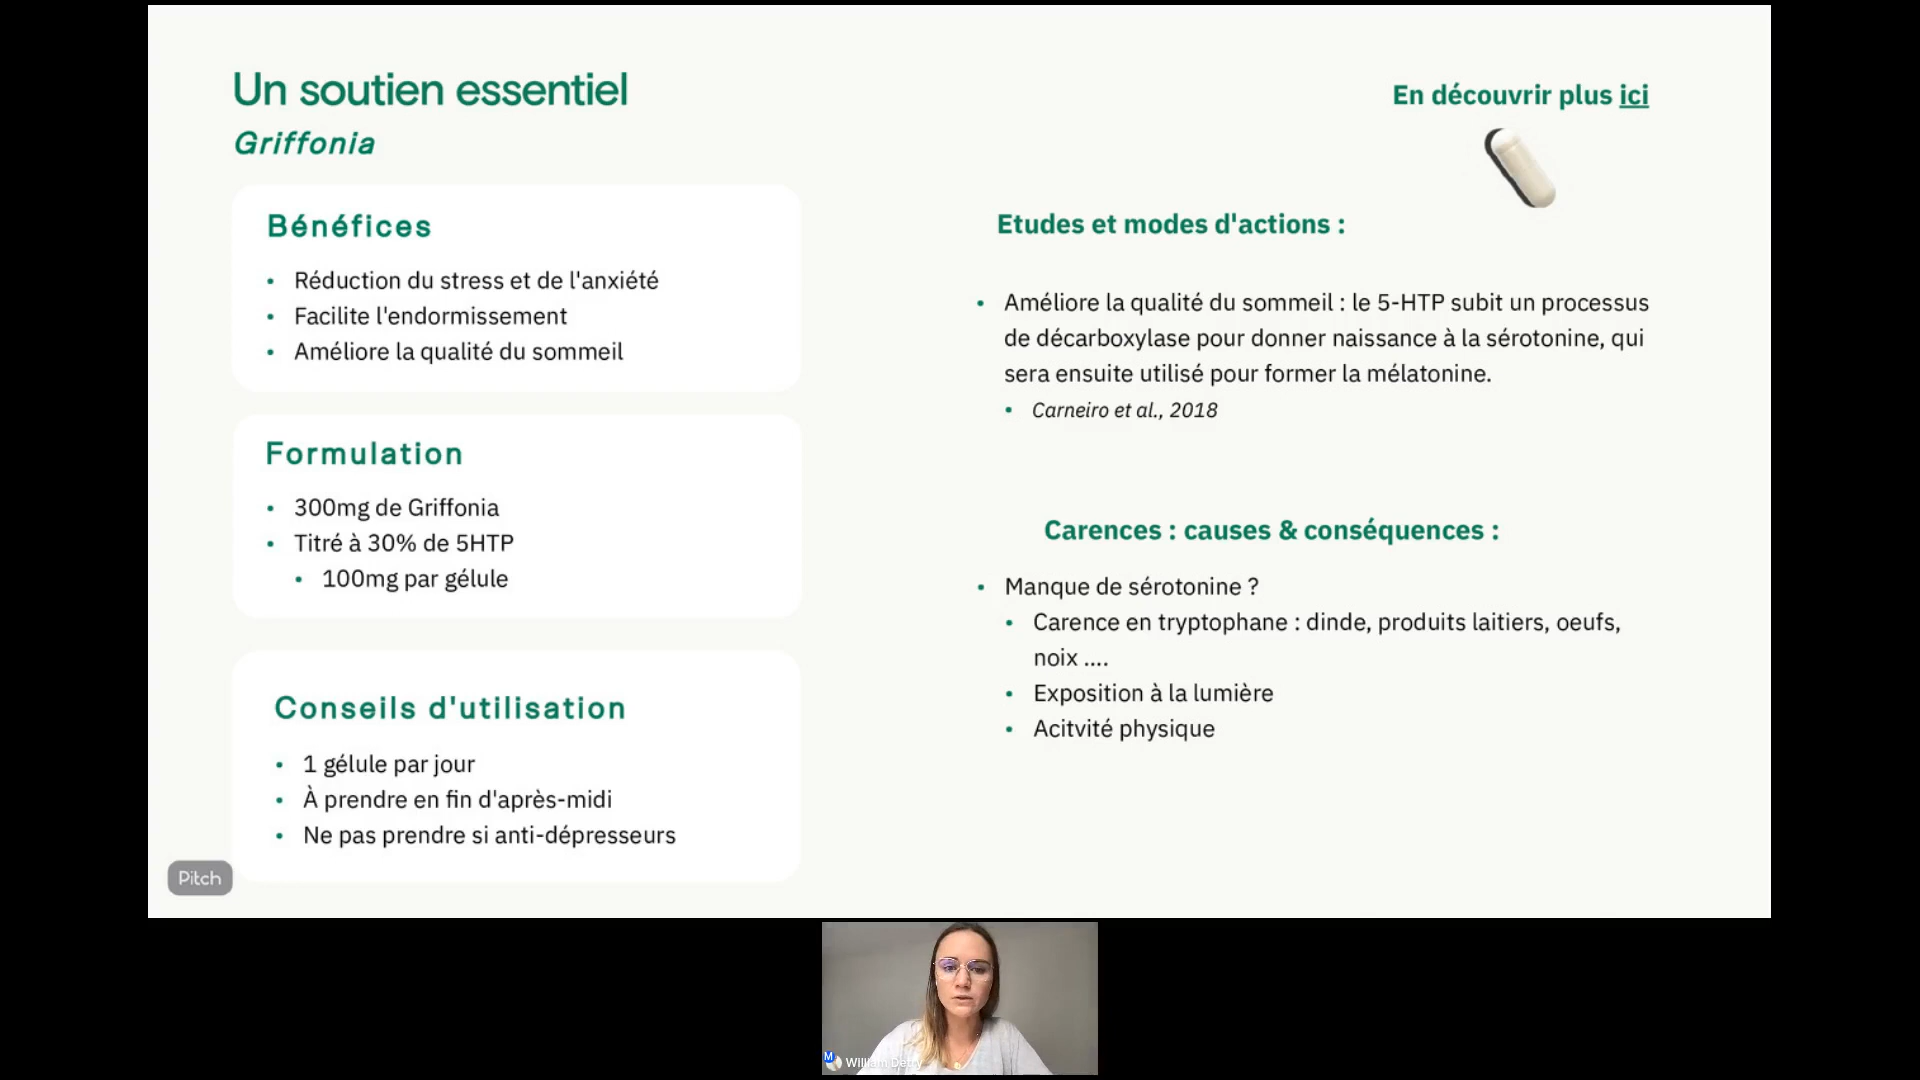 Un soutien essentiel
Griffonia
En découvrir plus ici
Bénéfices
• Réduction du stress et de l'anxiété
• Facilite l'endormissement
• Améliore la qualité du sommeil
Formulation
• 300mg de Griffonia
• Titré à 30% de 5HTP
• 100mg par gélule
Conseils d'utilisation
• 1 gélule par jour
• À prendre en fin d'après-midi
• Ne pas prendre si anti-dépresseurs
Etudes et modes d'actions :
• Améliore la qualité du sommeil : le 5-HTP subit un processus
de décarboxylase pour donner naissance à la sérotonine, qui
sera ensuite utilisé pour former la mélatonine.
• Carneiro et al., 2018
Carences : causes & conséquences :
• Manque de sérotonine ?
• Carence en tryptophane : dinde, produits laitiers, oeufs,
noix ....
• Exposition à la lumière
• Acitvité physique
Pitch
M
William